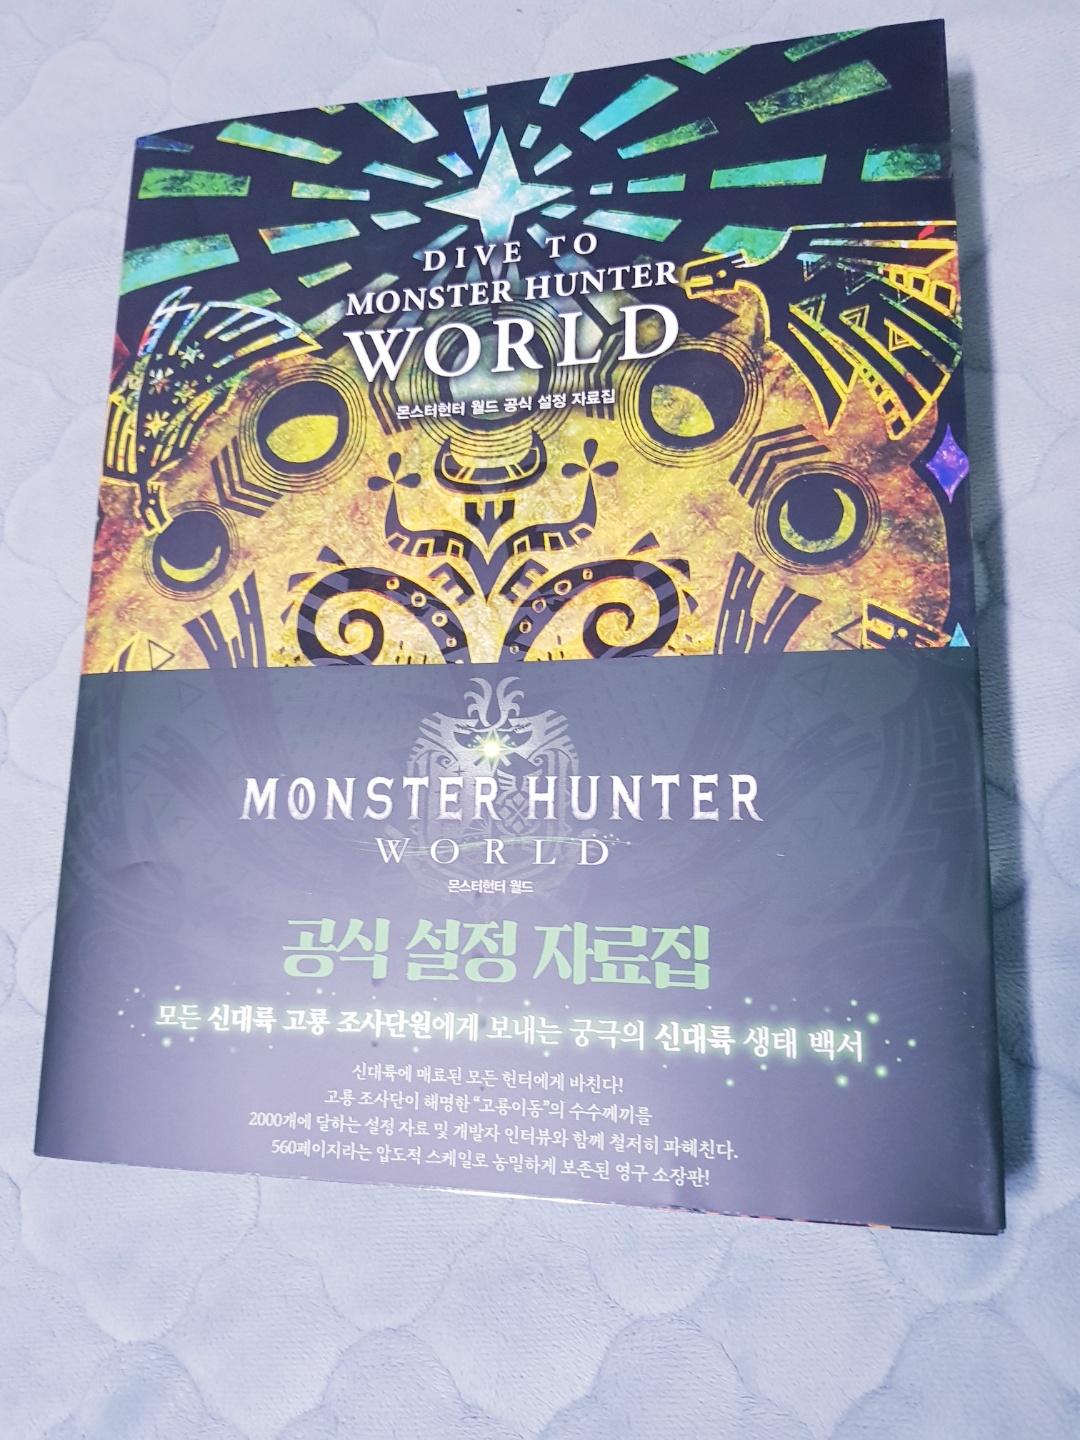 DIVE TO
MONSTER HUNTER
WORLD
몬스터헌터 월드 공식 설정 자료집
MONSTER HUNTER
WORLD
몬스터헌터 월드
공식 설정 자료집
모든 신대륙 고룡 조사단원에게 보내는 궁극의 신대륙 생태 백서
신대륙에 매료된 모든 헌터에게 바친다!
고룡 조사단이 해명한 “고룡이동”의 수수께끼를
2000개에 달하는 설정 자료 및 개발자 인터뷰와 함께 철저히 파헤친다.
560페이지라는 압도적 스케일로 농밀하게 보존된 영구 소장판!